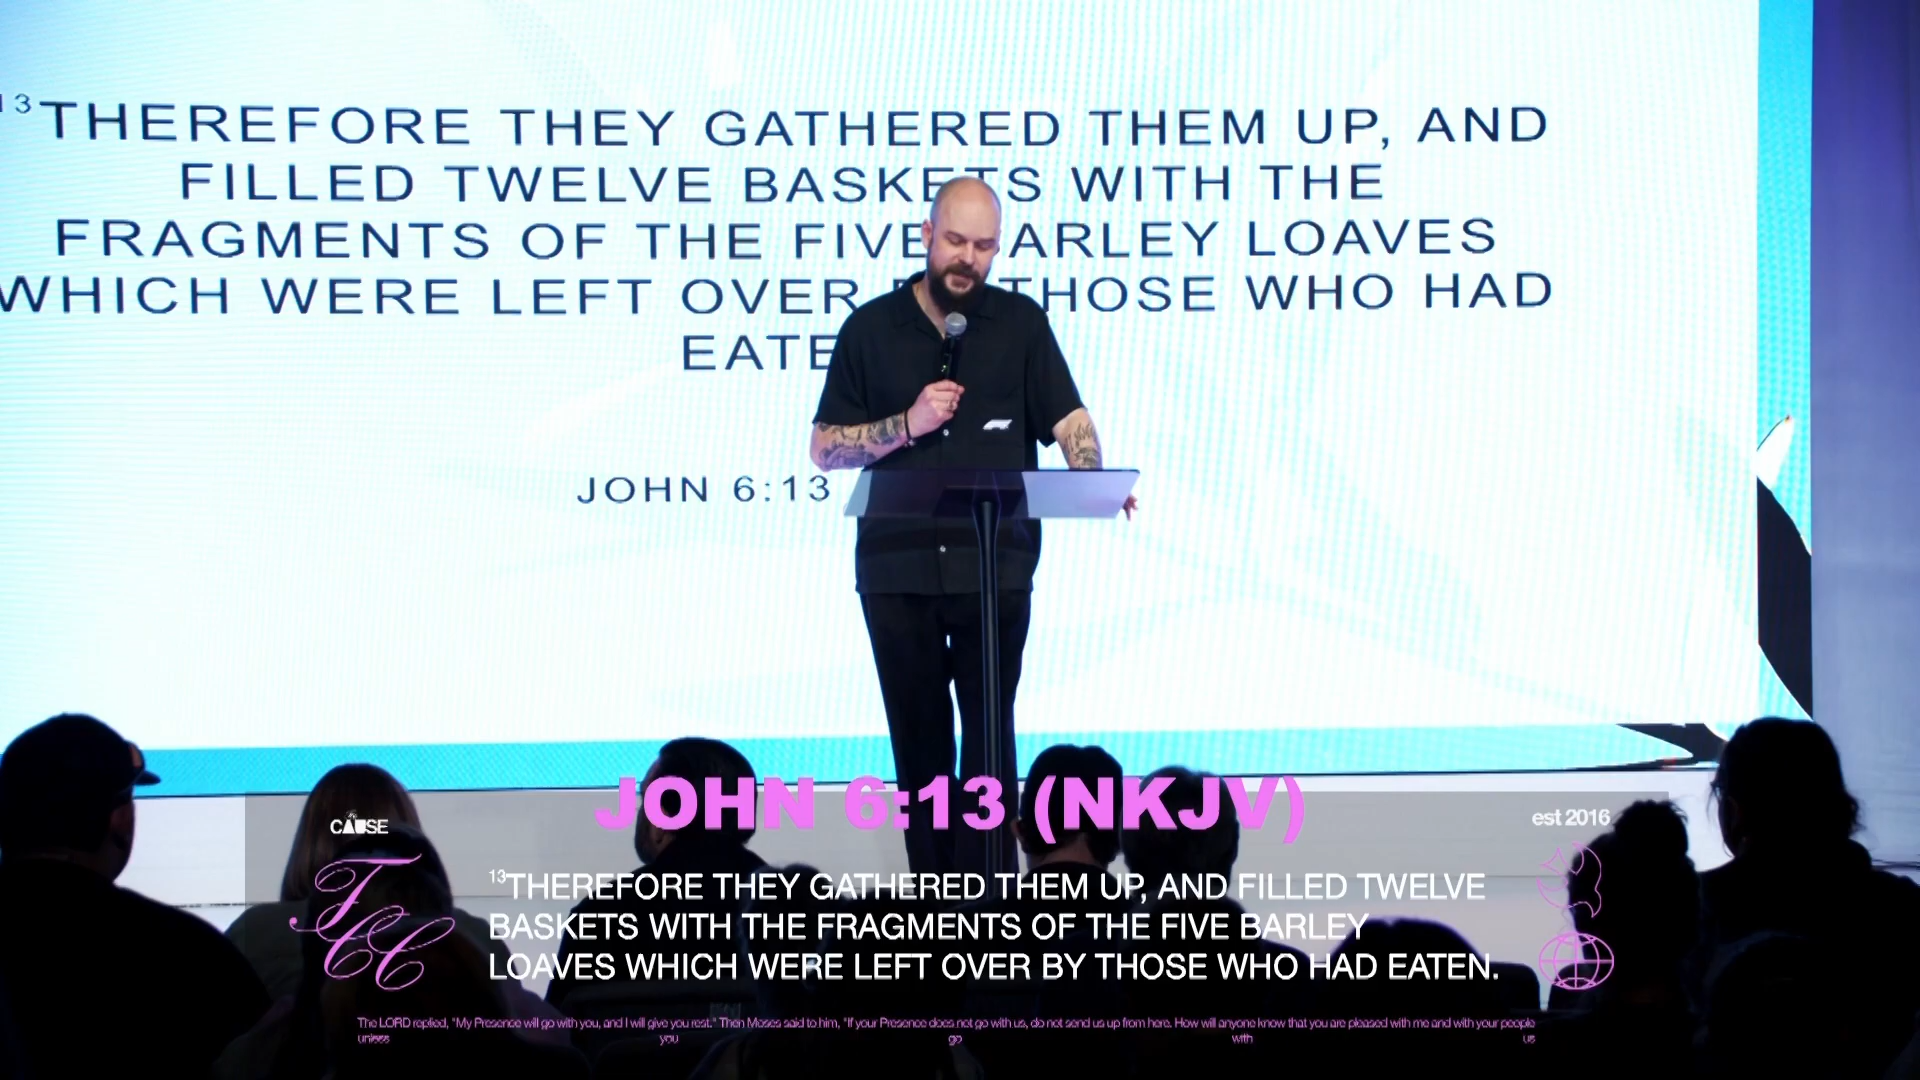 13THEREFORE THEY GATHERED THEM UP, AND
FILLED TWELVE BASKETS WITH THE
FRAGMENTS OF THE FIVE BARLEY LOAVES
WHICH WERE LEFT OVER THOSE WHO HAD
JOHN 6:13
JOHN 6:13 (NKJV)
The CAUSE
est 2016
TCC
13THEREFORE THEY GATHERED THEM UP, AND FILLED TWELVE
BASKETS WITH THE FRAGMENTS OF THE FIVE BARLEY
LOAVES WHICH WERE LEFT OVER BY THOSE WHO HAD EATEN.
The LORD replied, "My Presence will go with you, and I will give you rest." Then Moses said to him, "If your Presence does not go with us, do not send us up from here. How will anyone know that you are pleased with me and with your people
unless you go with us